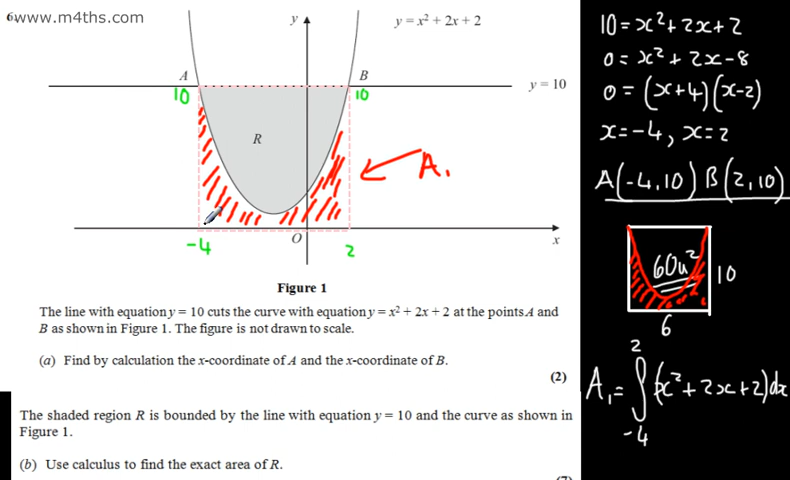 6. www.m4ths.com
y
y = x² + 2x + 2
A
B
10
10
y = 10
R
A₁
-4
O
2
x
Figure 1
The line with equation y = 10 cuts the curve with equation y = x² + 2x + 2 at the points A and
B as shown in Figure 1. The figure is not drawn to scale.
(a) Find by calculation the x-coordinate of A and the x-coordinate of B.
(2)
The shaded region R is bounded by the line with equation y = 10 and the curve as shown in
Figure 1.
(b) Use calculus to find the exact area of R.
10 = x² + 2x + 2
0 = x² + 2x - 8
0 = (x+4)(x-2)
x = -4, x = 2
A(-4,10) B(2,10)
60u²
10
6
A₁ = ∫₋₄² (x² + 2x + 2) dx